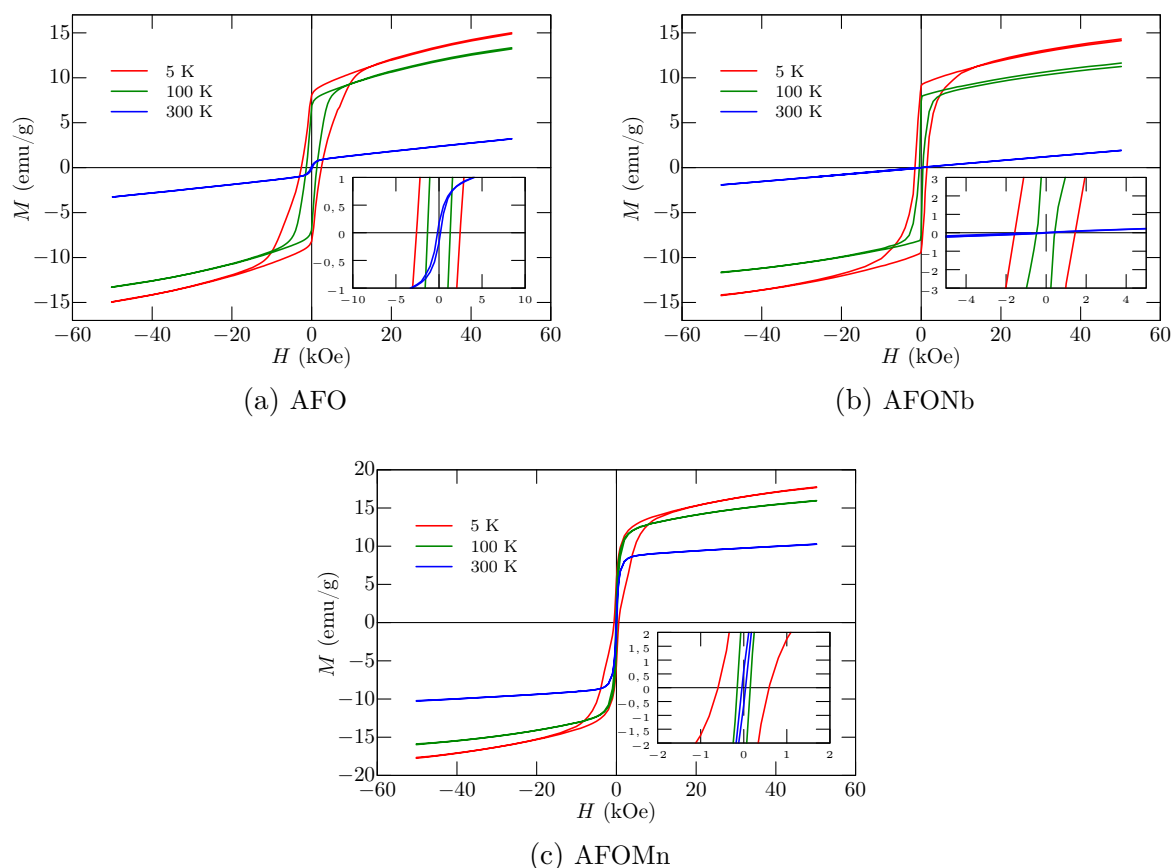 15
10
5
0
−5
−10
−15
M (emu/g)
5 K
100 K
300 K
1
0, 5
0
−0, 5
−1
−10 −5 0 5 10
−60 −40 −20 0 20 40 60
H (kOe)
(a) AFO
15
10
5
0
−5
−10
−15
M (emu/g)
5 K
100 K
300 K
3
2
1
0
−1
−2
−3
−4 −2 0 2 4
−60 −40 −20 0 20 40 60
H (kOe)
(b) AFONb
20
15
10
5
0
−5
−10
−15
−20
M (emu/g)
5 K
100 K
300 K
2
1, 5
1
0, 5
0
−0, 5
−1
−1, 5
−2
−2 −1 0 1 2
−60 −40 −20 0 20 40 60
H (kOe)
(c) AFOMn